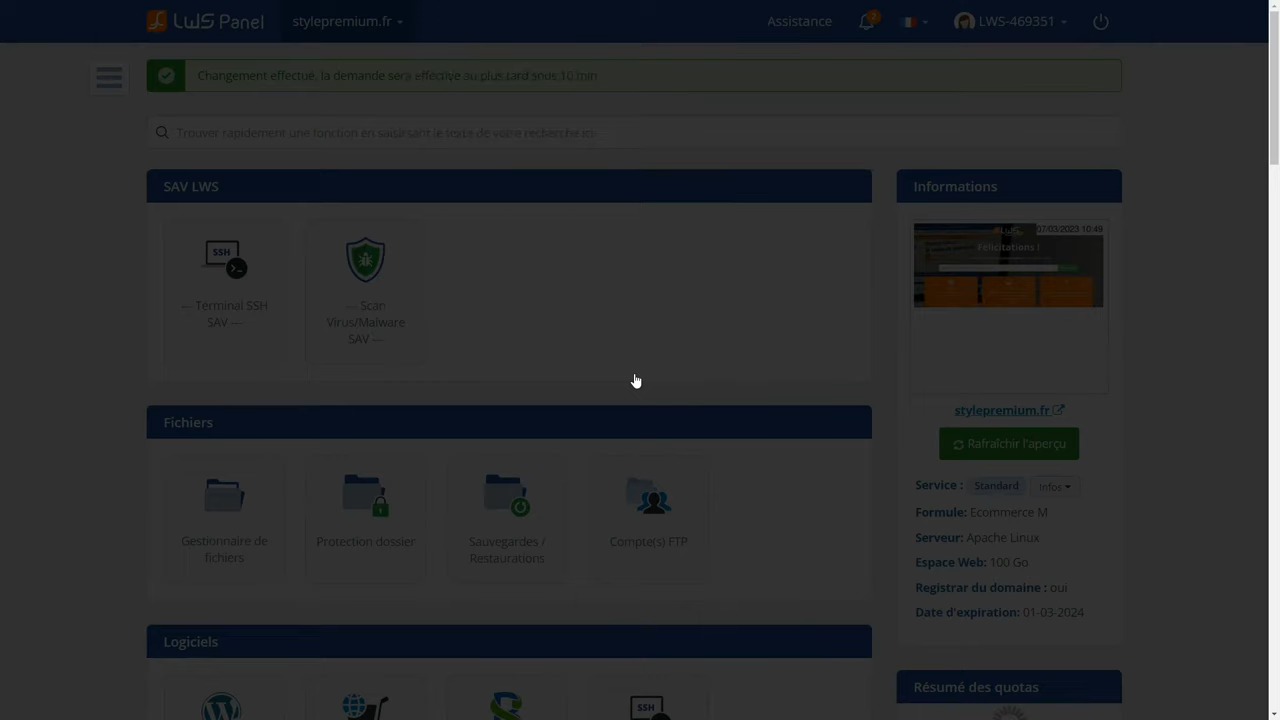 LWS Panel
stylepremium.fr
Assistance
2
LWS-469351
Changement effectué, la demande sera effective au plus tard sous 10 min
Trouver rapidement une fonction en saisissant le texte de votre recherche ici...
SAV LWS
SSH
--- Terminal SSH
SAV ---
--- Scan
Virus/Malware
SAV ---
Informations
LWS
07/03/2023 10:49
Félicitations !
stylepremium.fr
Rafraîchir l'aperçu
Service : Standard Infos
Formule: Ecommerce M
Serveur: Apache Linux
Espace Web: 100 Go
Registrar du domaine : oui
Date d'expiration: 01-03-2024
Fichiers
Gestionnaire de
fichiers
Protection dossier
Sauvegardes /
Restaurations
Compte(s) FTP
Logiciels
SSH
Résumé des quotas